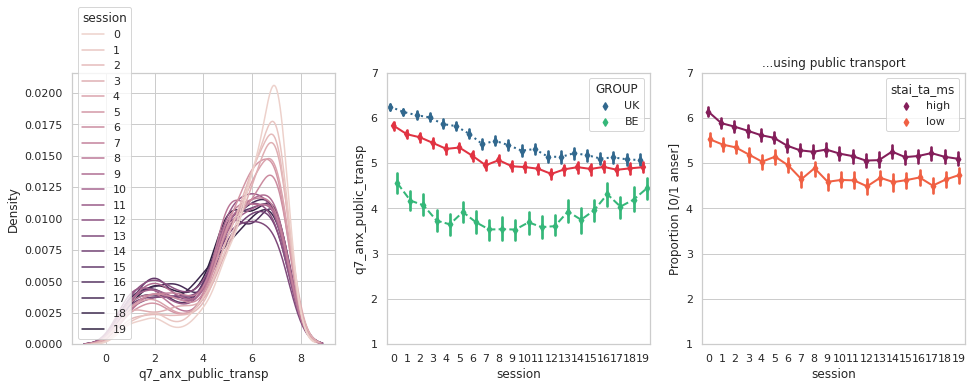 session
0
1
2
3
4
5
6
7
8
9
10
11
12
13
14
15
16
17
18
19
0.0200
0.0175
0.0150
0.0125
0.0100
0.0075
0.0050
0.0025
0.0000
Density
0 2 4 6 8
q7_anx_public_transp
7
6
5
4
3
2
1
q7_anx_public_transp
GROUP
UK
BE
0 1 2 3 4 5 6 7 8 9 10 11 12 13 14 15 16 17 18 19
session
...using public transport
7
6
5
4
3
2
1
Proportion [0/1 anser]
stai_ta_ms
high
low
0 1 2 3 4 5 6 7 8 9 10 11 12 13 14 15 16 17 18 19
session